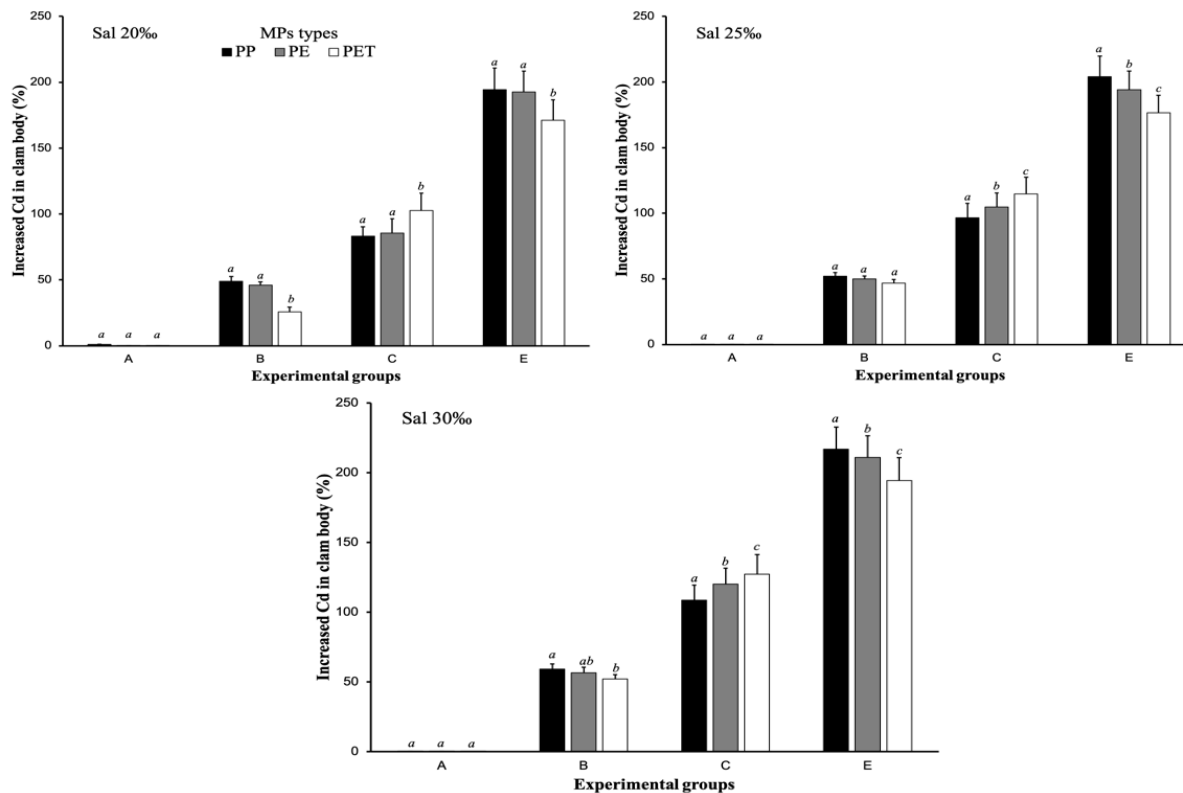 Sal 20‰
MPs types
PP PE PET
Increased Cd in clam body (%)
250
200
150
100
50
0
a a a
a a b
a a b
a a b
A B C E
Experimental groups
Sal 25‰
Increased Cd in clam body (%)
250
200
150
100
50
0
a a a
a a a
a b c
a b c
A B C E
Experimental groups
Sal 30‰
Increased Cd in clam body (%)
250
200
150
100
50
0
a a a
a ab b
a b c
a b c
A B C E
Experimental groups